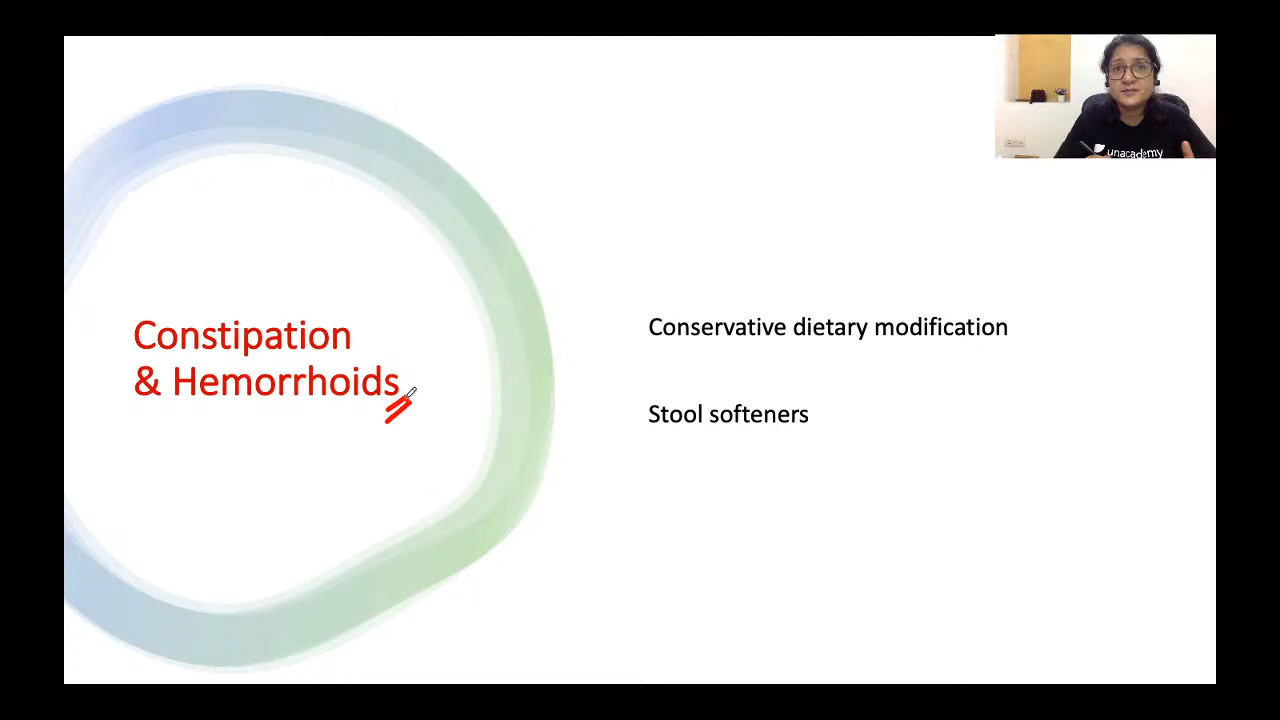 unacademy
Constipation
& Hemorrhoids
Conservative dietary modification
Stool softeners